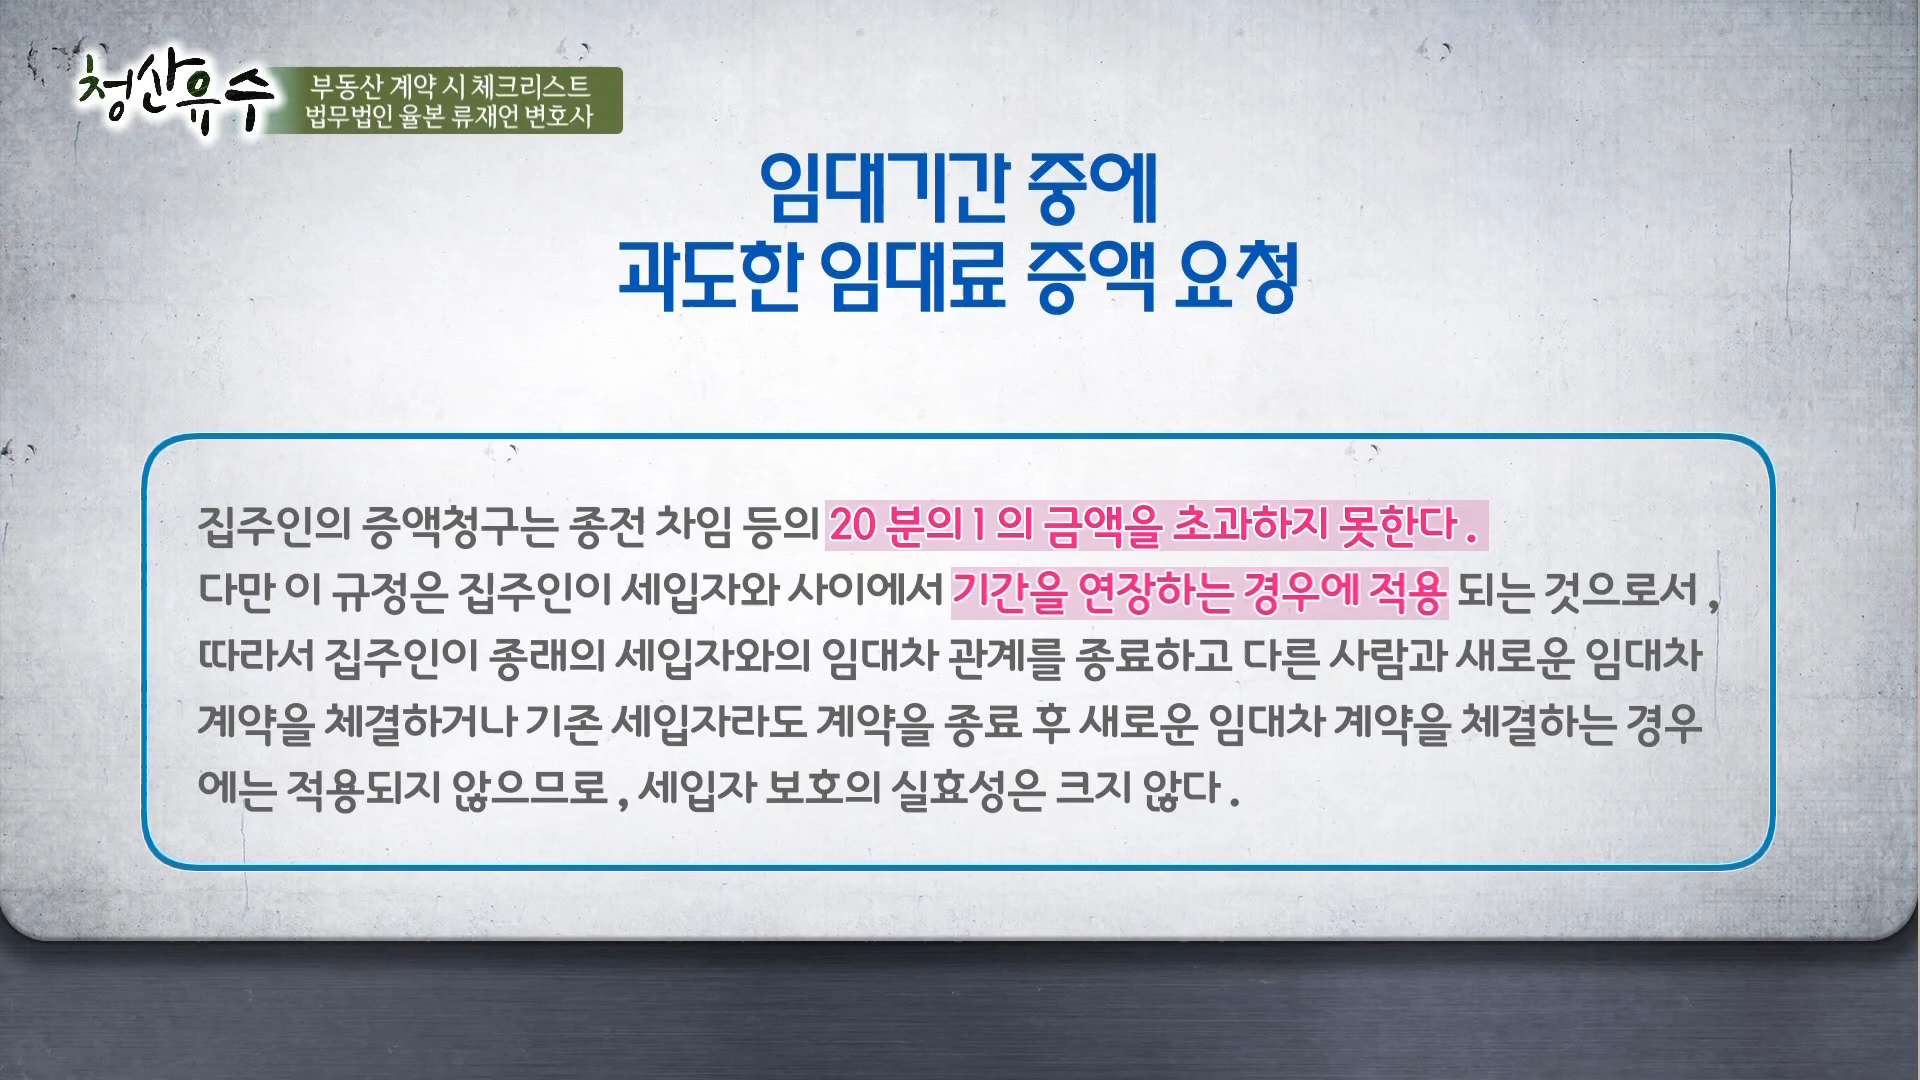 청산유수
부동산 계약 시 체크리스트
법무법인 율본 류재언 변호사
임대기간 중에
과도한 임대료 증액 요청
집주인의 증액청구는 종전 차임 등의 20 분의 1 의 금액을 초과하지 못한다 .
다만 이 규정은 집주인이 세입자와 사이에서 기간을 연장하는 경우에 적용 되는 것으로서 ,
따라서 집주인이 종래의 세입자와의 임대차 관계를 종료하고 다른 사람과 새로운 임대차
계약을 체결하거나 기존 세입자라도 계약을 종료 후 새로운 임대차 계약을 체결하는 경우
에는 적용되지 않으므로 , 세입자 보호의 실효성은 크지 않다 .